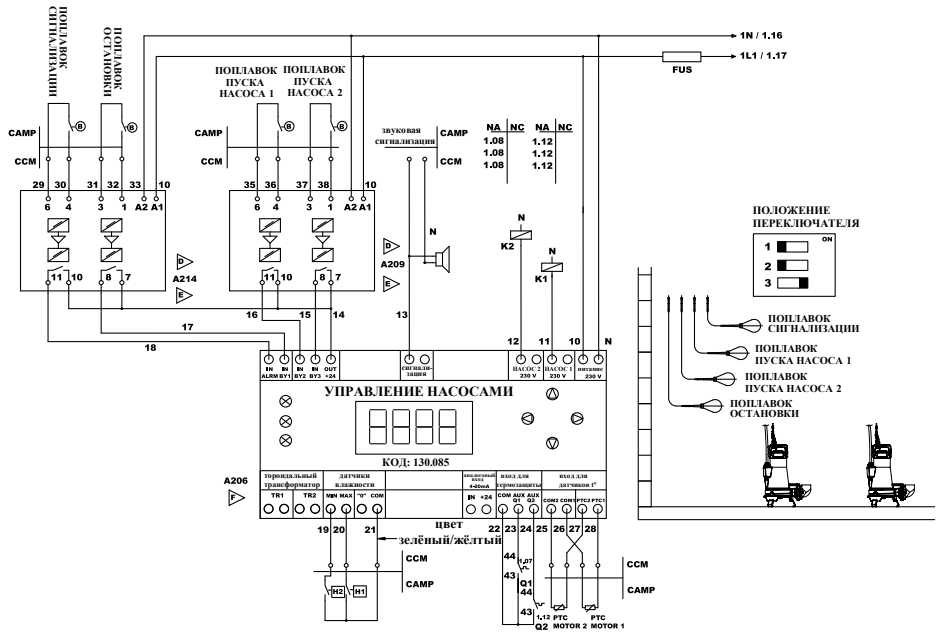 1N / 1.16
1L1 / 1.17
FUS
ПОПЛАВОК
СИГНАЛИЗАЦИИ
ПОПЛАВОК
ОСТАНОВКИ
ПОПЛАВОК
ПУСКА
НАСОСА 1
ПОПЛАВОК
ПУСКА
НАСОСА 2
B
B
B
B
CAMP
CCM
CAMP
CCM
звуковая
сигнализация
CAMP
CCM
NA NC NA NC
1.08 1.12
1.08 1.12
1.08 1.12
29 30 31 32 33 10
6 4 3 1 A2 A1
35 36 37 38 10
6 4 3 1 A2 A1
11 10 8 7
11 10 8 7
D
A214
E
D
A209
E
N
N
K2
N
K1
ПОЛОЖЕНИЕ
ПЕРЕКЛЮЧАТЕЛЯ
ON
1
2
3
ПОПЛАВОК
СИГНАЛИЗАЦИИ
ПОПЛАВОК
ПУСКА НАСОСА 1
ПОПЛАВОК
ПУСКА НАСОСА 2
ПОПЛАВОК
ОСТАНОВКИ
16 15 14 13
17
18
12 11 10 N
IN IN IN IN OUT
ALRM BY1 BY2 BY3 +24
сигнали-
зация
НАСОС 2 НАСОС 1 питание
230 V 230 V 230 V
УПРАВЛЕНИЕ НАСОСАМИ
КОД: 130.085
A206
F
тороидальный
трансформатор
датчики
влажности
аналоговый
вход
4-20mA
вход для
термозащиты
вход для
датчиков t°
TR1 TR2 MIN MAX "0" COM
IN +24 COM AUX AUX COM2 COM1 PTC2 PTC1
Q1 Q2
19 20 21
22 23 24 25 26 27 28
цвет
зелёный/жёлтый
CCM
CAMP
H2 H1
44 1.07
43 Q1
44
43 1.12
Q2
PTC
MOTOR 2
PTC
MOTOR 1
CCM
CAMP